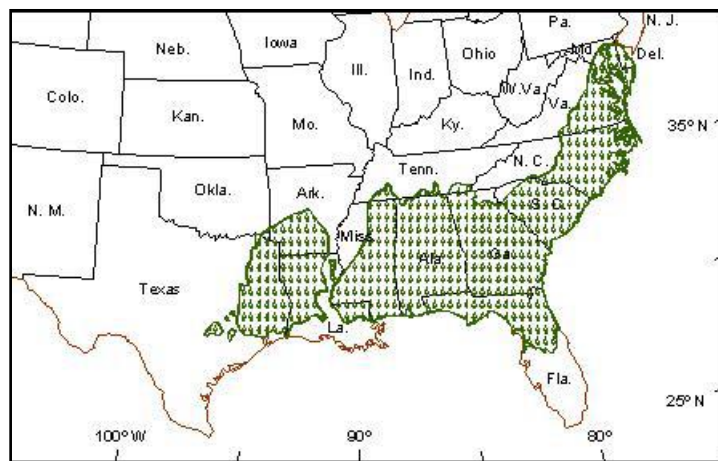 Pa.
N. J.
Iowa
Neb.
Ohio
Md.
Del.
Ill.
Ind.
W.Va.
Va.
Colo.
Kan.
Mo.
Ky.
35° N
N. C.
Tenn.
Okla.
Ark.
S. C.
N. M.
Miss.
Ala.
Ga.
Texas
La.
Fla.
25° N
100° W
90°
80°